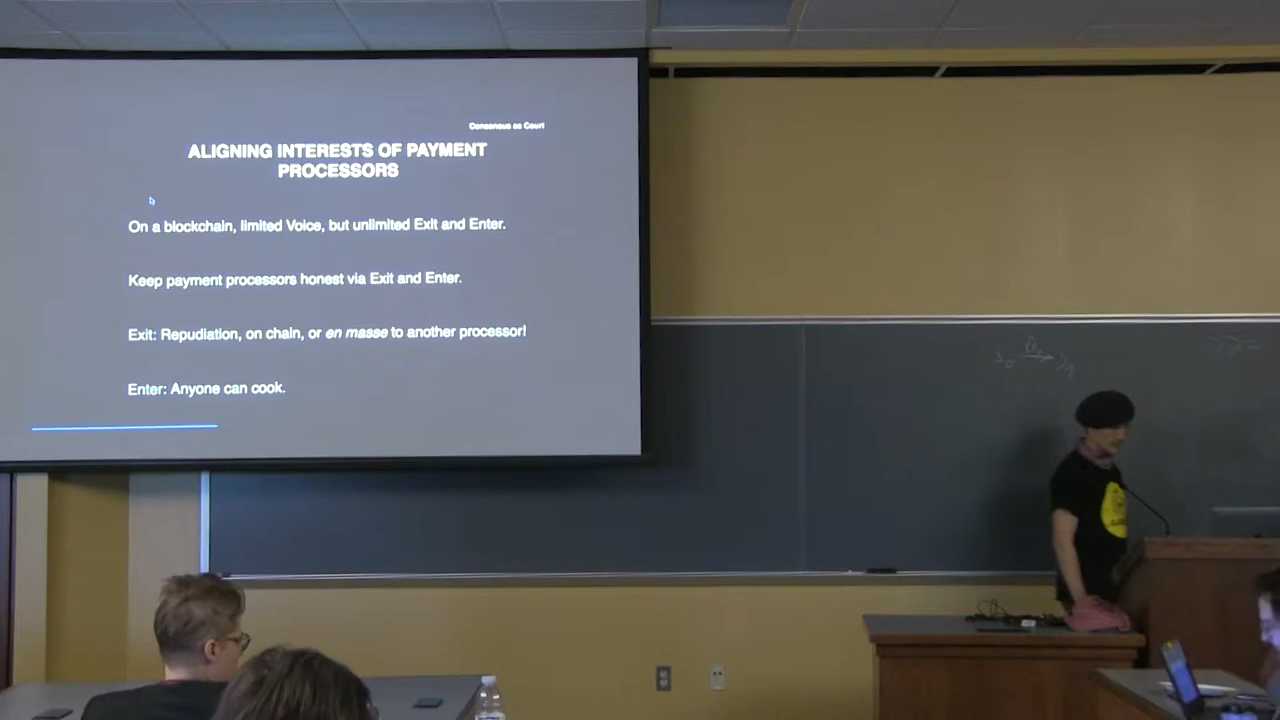 Consensus as Court
ALIGNING INTERESTS OF PAYMENT
PROCESSORS
On a blockchain, limited Voice, but unlimited Exit and Enter.
Keep payment processors honest via Exit and Enter.
Exit: Repudiation, on chain, or en masse to another processor!
Enter: Anyone can cook.